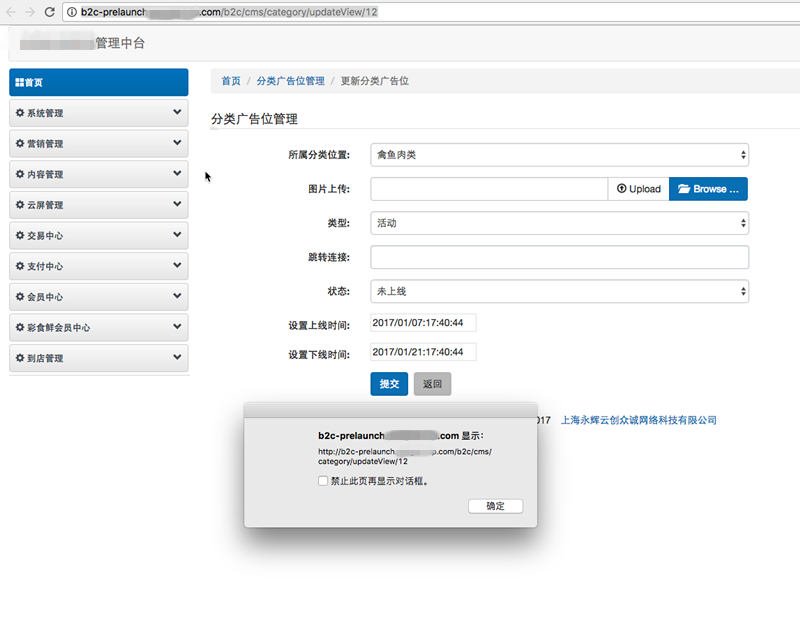 b2c-prelaunch .com/b2c/cms/category/updateView/12
管理中台
首页
系统管理
营销管理
内容管理
云屏管理
交易中心
支付中心
会员中心
彩食鲜会员中心
到店管理
首页 / 分类广告位管理 / 更新分类广告位
分类广告位管理
所属分类位置: 禽鱼肉类
图片上传: Upload Browse ...
类型: 活动
跳转连接:
状态: 未上线
设置上线时间: 2017/01/07:17:40:44
设置下线时间: 2017/01/21:17:40:44
提交 返回
017 上海永辉云创众诚网络科技有限公司
b2c-prelaunch .com 显示:
http://b2c-prelaunch. p.com/b2c/cms/
category/updateView/12
禁止此页再显示对话框。
确定